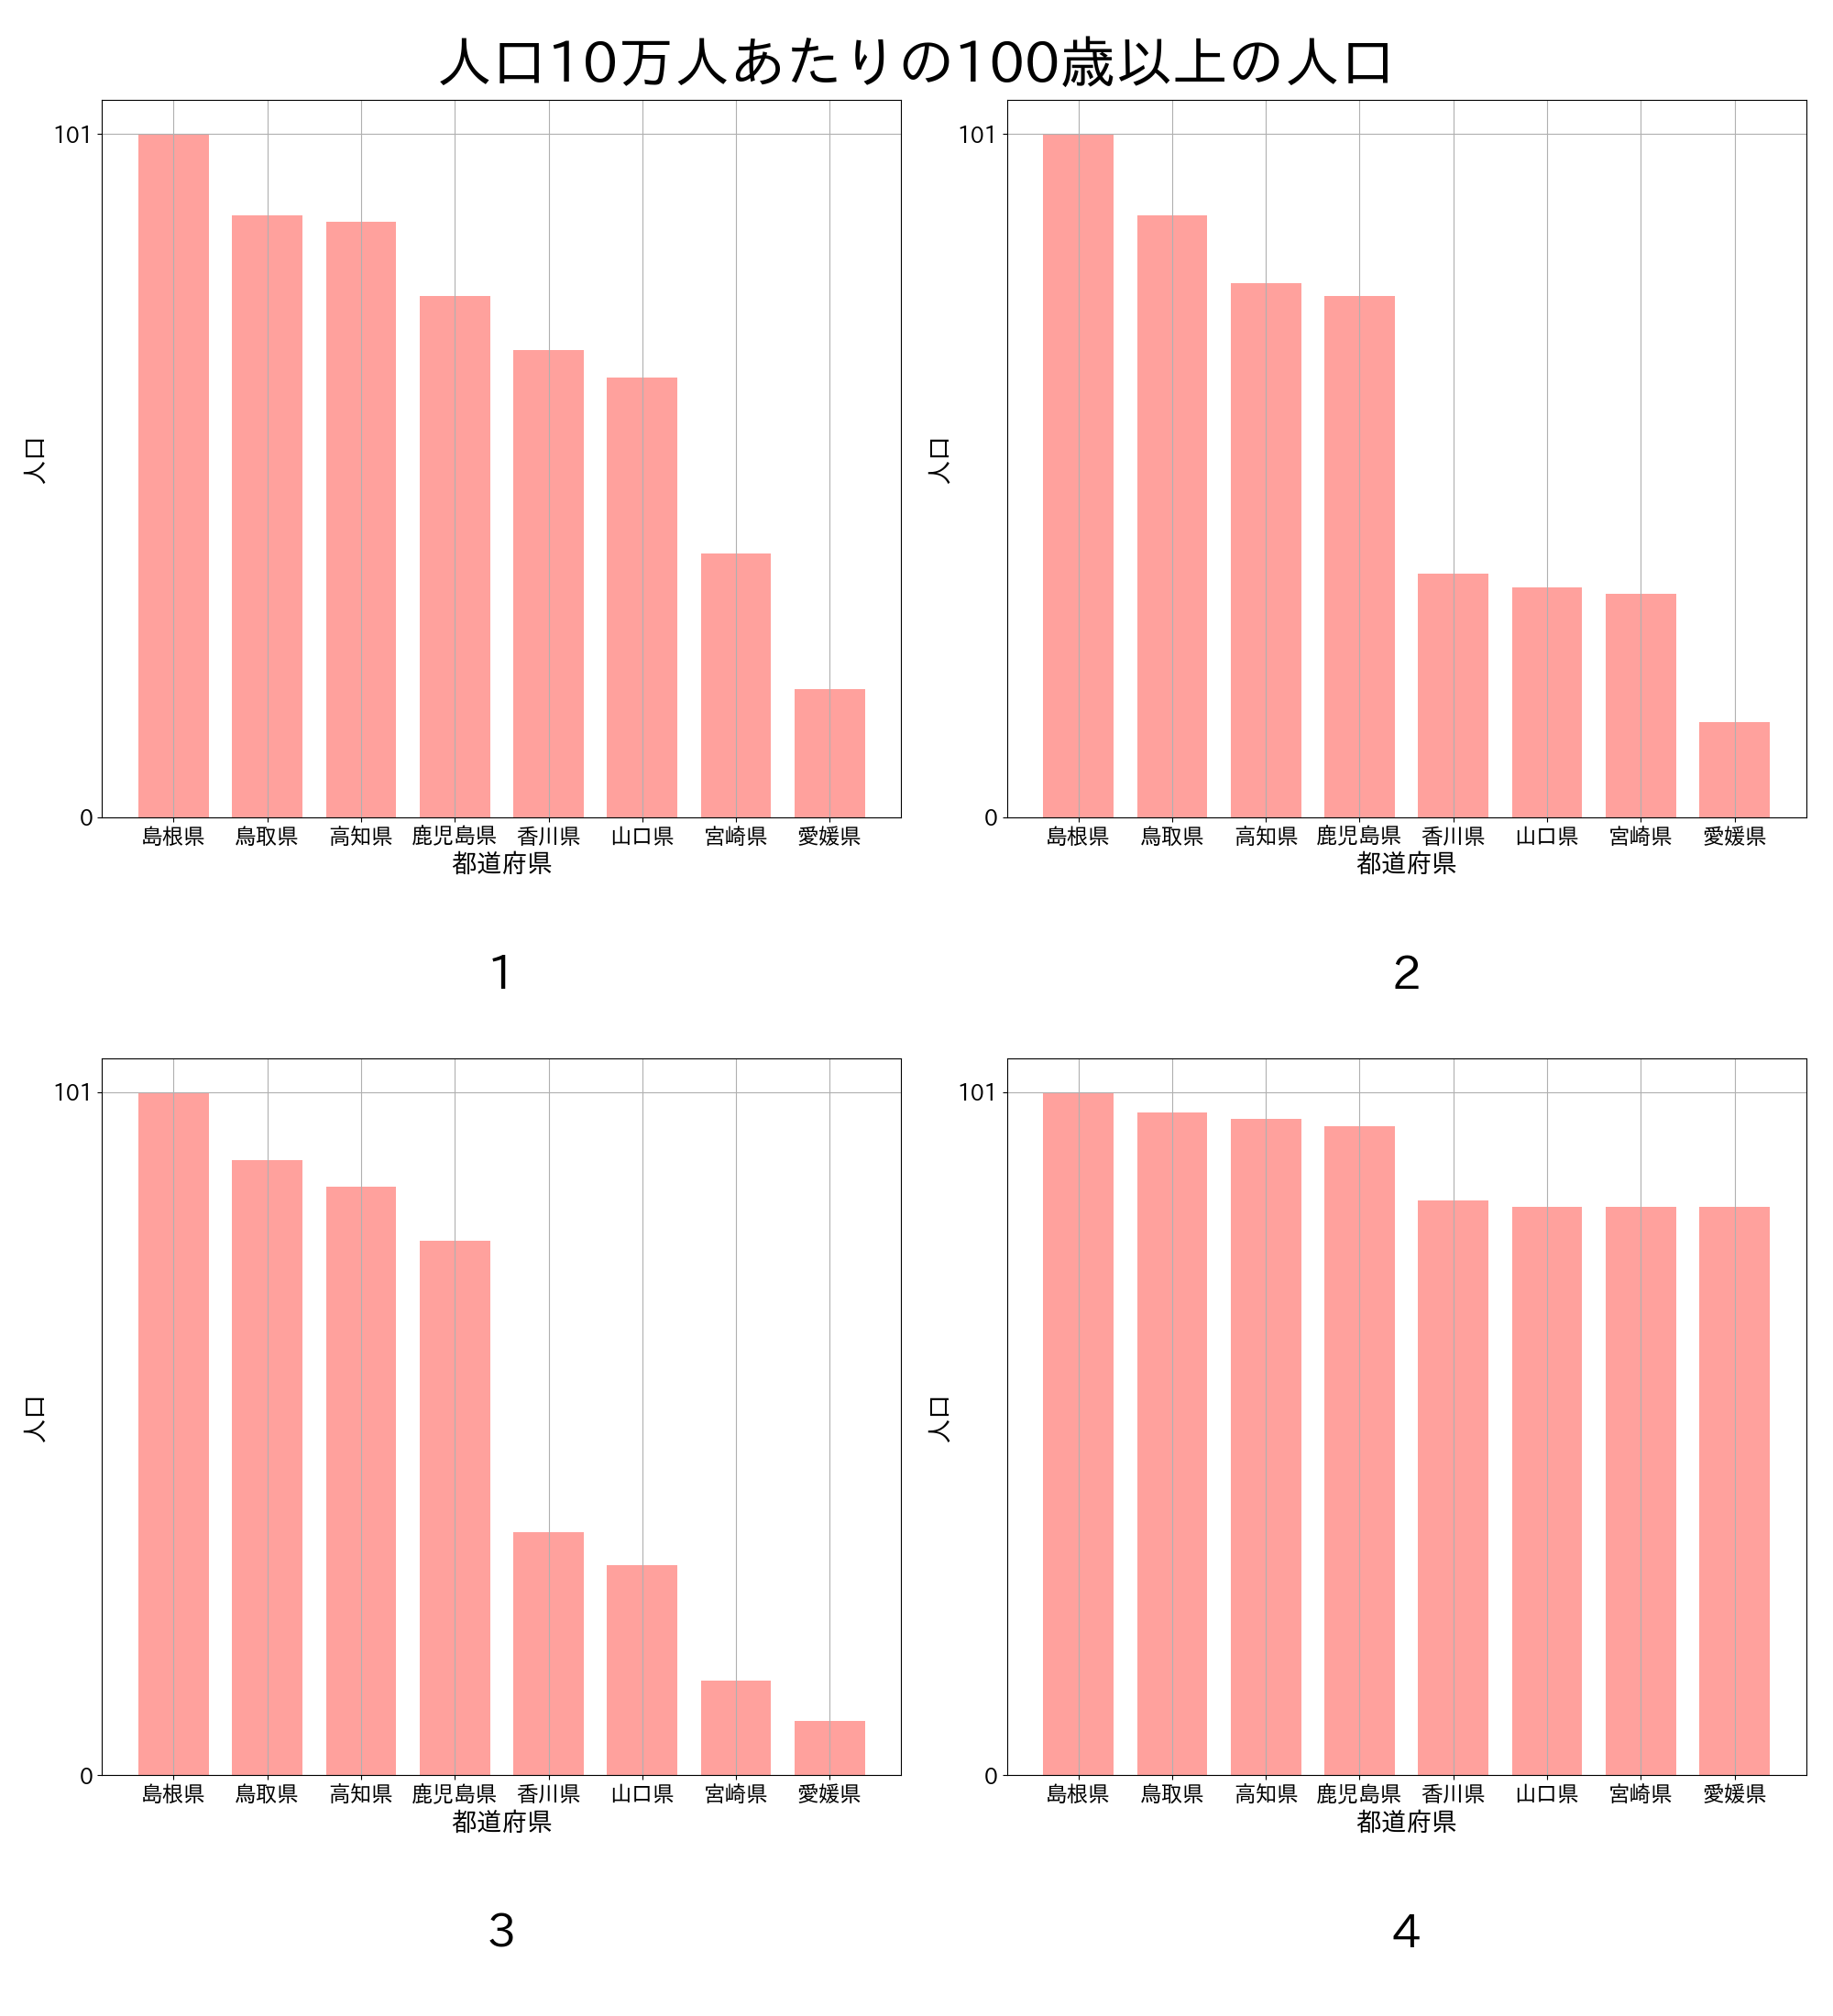 人口10万人あたりの100歳以上の人口
101
0
人口
島根県 鳥取県 高知県 鹿児島県 香川県 山口県 宮崎県 愛媛県
都道府県
1
101
0
人口
島根県 鳥取県 高知県 鹿児島県 香川県 山口県 宮崎県 愛媛県
都道府県
2
101
0
人口
島根県 鳥取県 高知県 鹿児島県 香川県 山口県 宮崎県 愛媛県
都道府県
3
101
0
人口
島根県 鳥取県 高知県 鹿児島県 香川県 山口県 宮崎県 愛媛県
都道府県
4